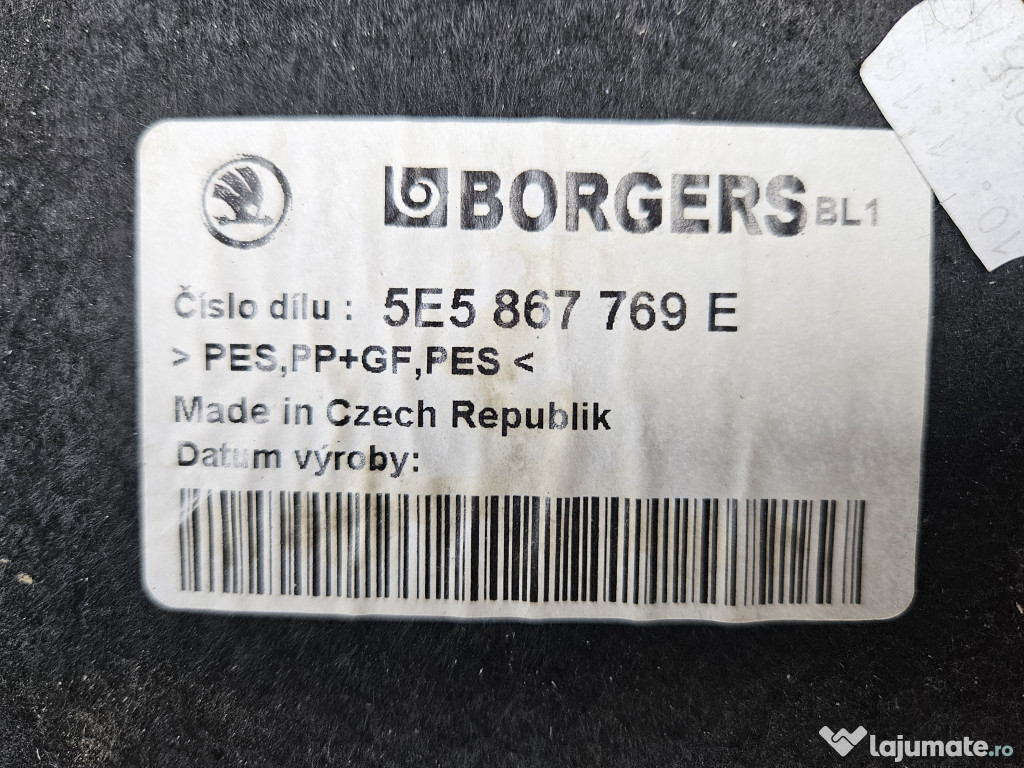 BORGERS BL1
Číslo dílu : 5E5 867 769 E
> PES,PP+GF,PES <
Made in Czech Republik
Datum výroby:
lajumate.ro